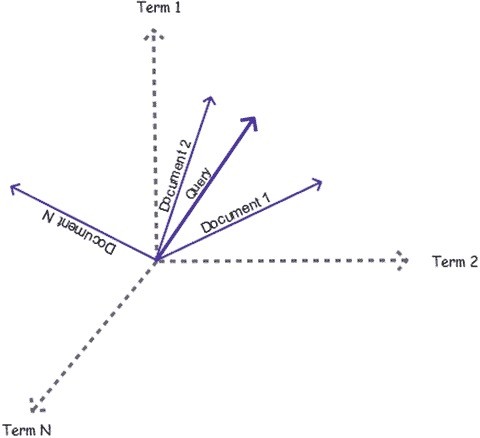 Term 1
Document 2
Query
Document 1
Document N
Term 2
Term N